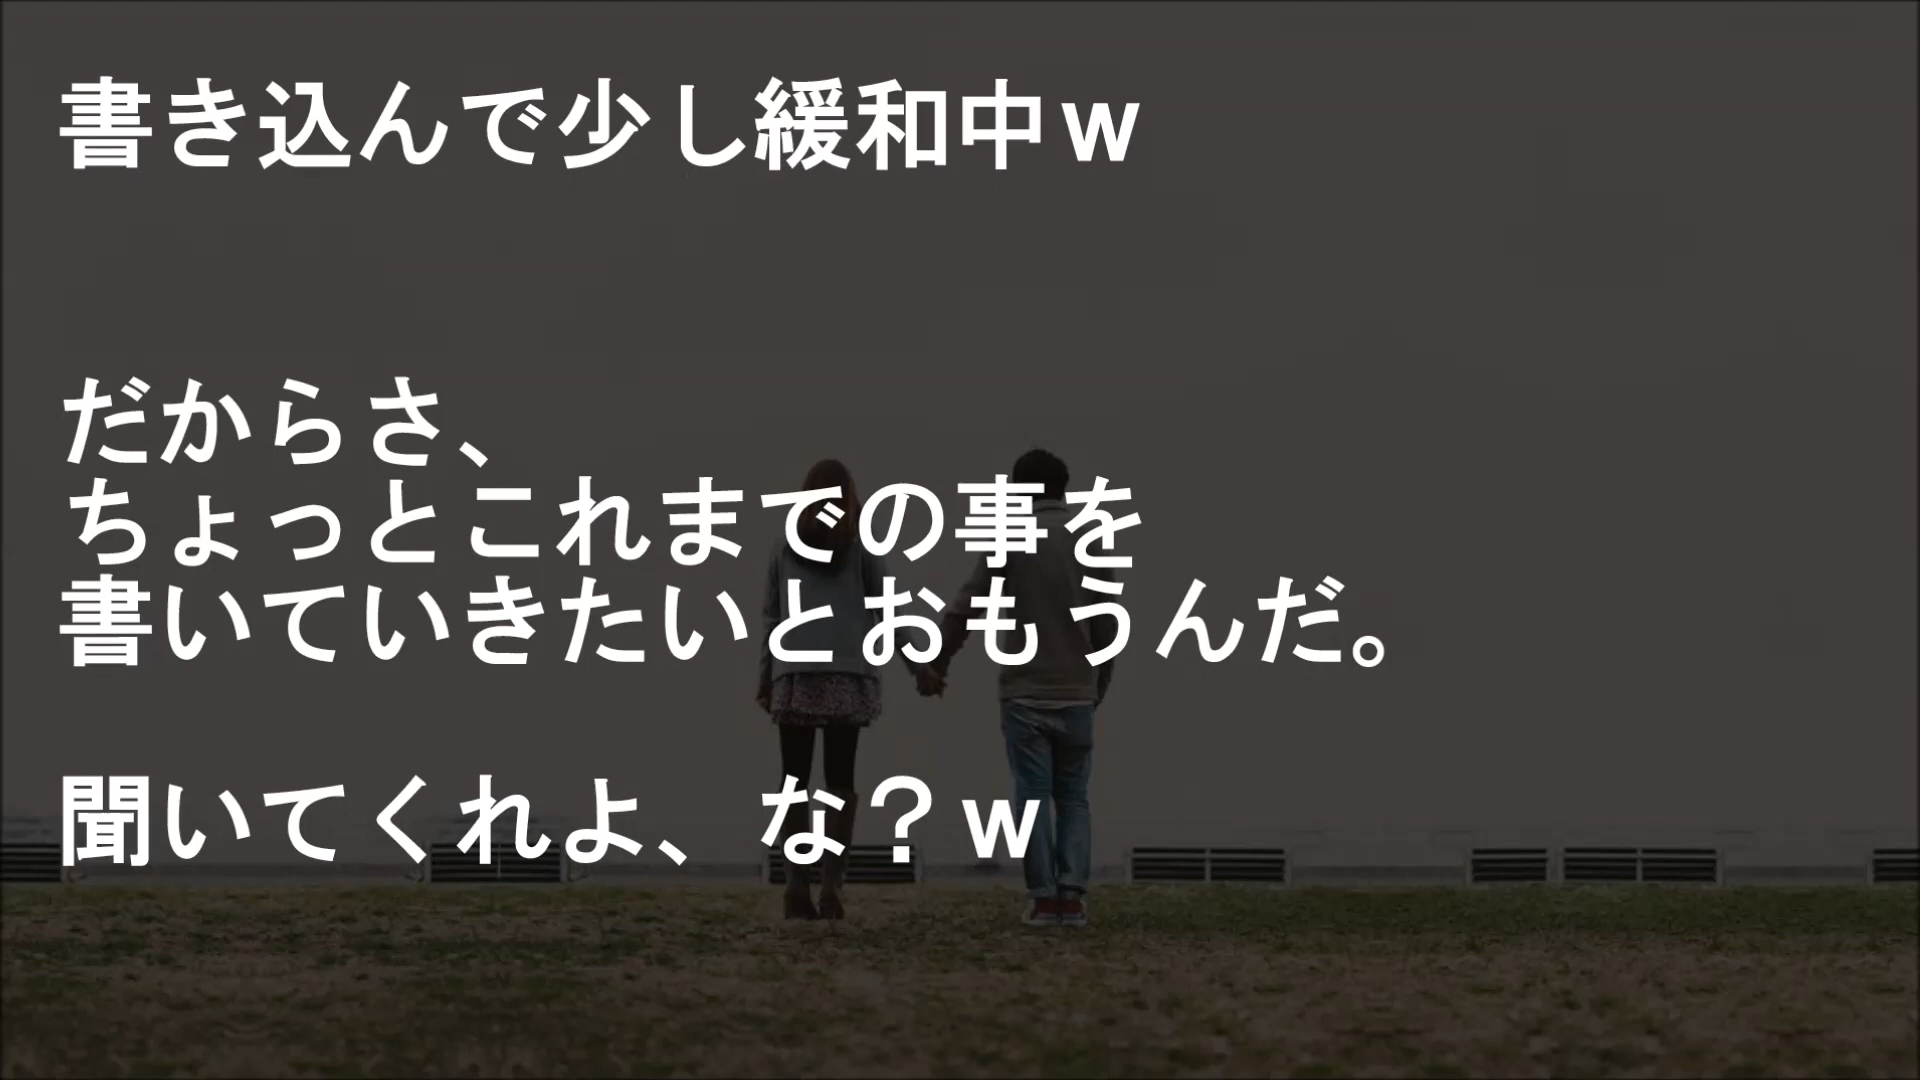 書き込んで少し緩和中ｗ
だからさ、
ちょっとこれまでの事を
書いていきたいとおもうんだ。
聞いてくれよ、な？ｗ